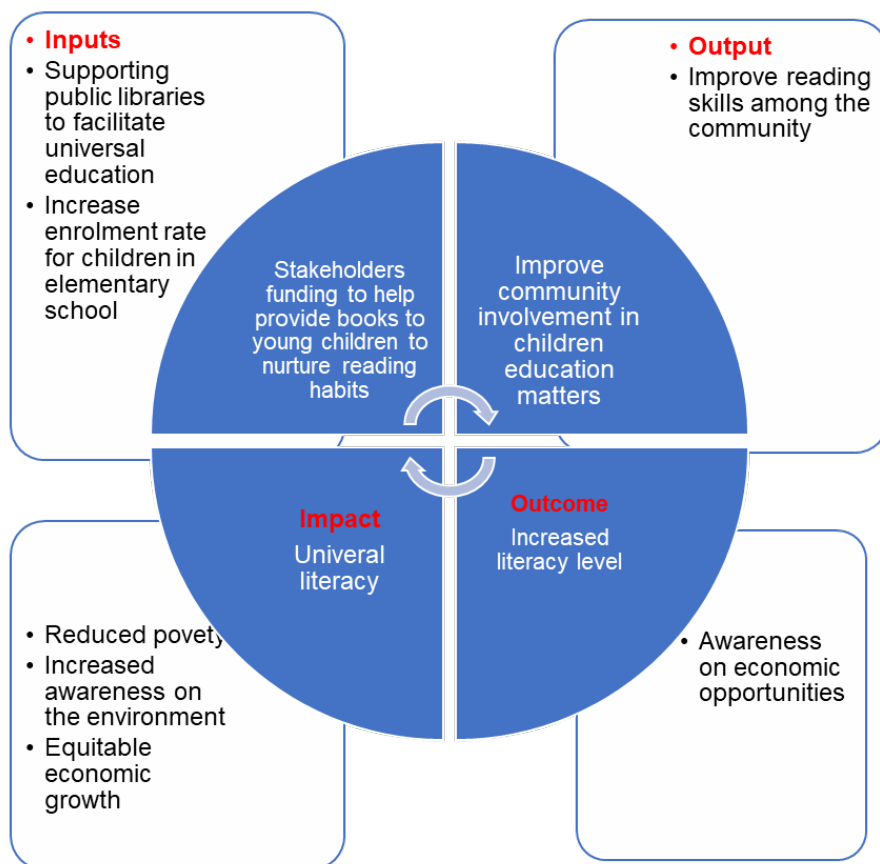 • Inputs
• Supporting
public libraries
to facilitate
universal
education
• Increase
enrolment rate
for children in
elementary
school
• Output
• Improve reading
skills among the
community
Stakeholders
funding to help
provide books to
young children to
nurture reading
habits
Improve
community
involvement in
children
education
matters
Impact
Univeral
literacy
Outcome
Increased
literacy level
• Reduced povety
• Increased
awareness on
the environment
• Equitable
economic
growth
• Awareness
on economic
opportunities